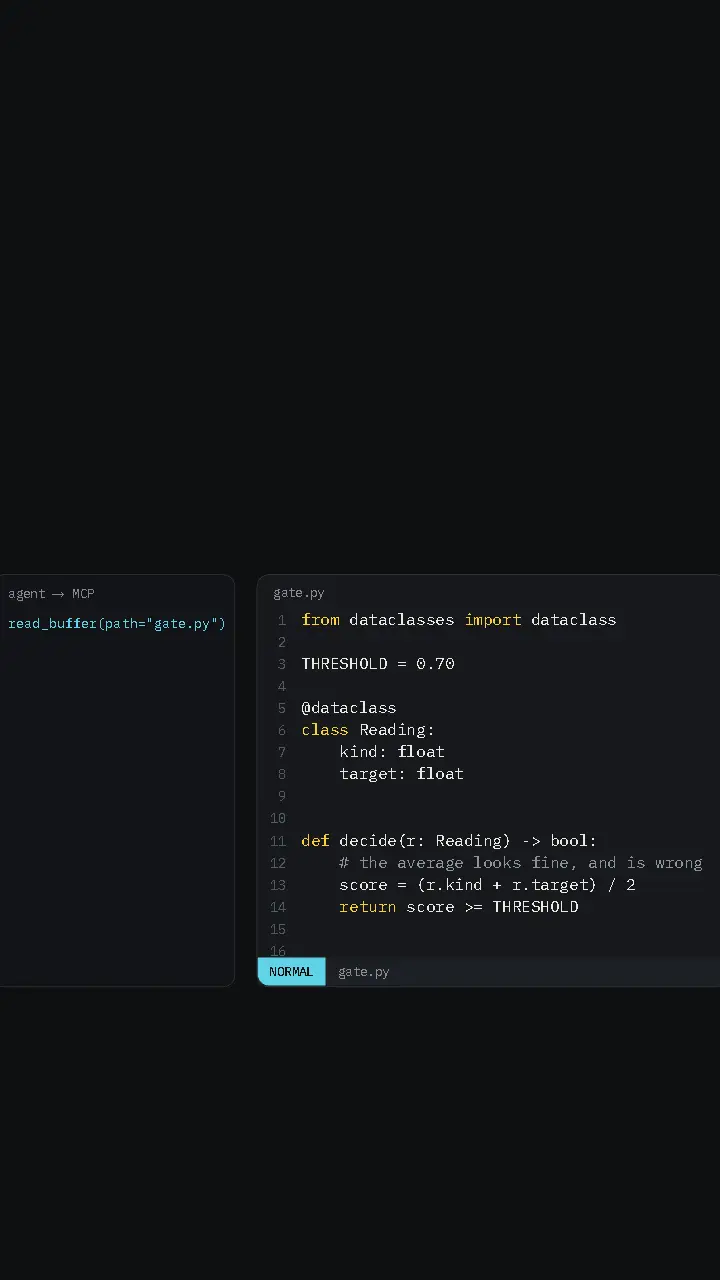 agent → MCP
read_buffer(path="gate.py")
gate.py
1 from dataclasses import dataclass
2
3 THRESHOLD = 0.70
4
5 @dataclass
6 class Reading:
7     kind: float
8     target: float
9
10
11 def decide(r: Reading) -> bool:
12     # the average looks fine, and is wrong
13     score = (r.kind + r.target) / 2
14     return score >= THRESHOLD
15
16
NORMAL gate.py